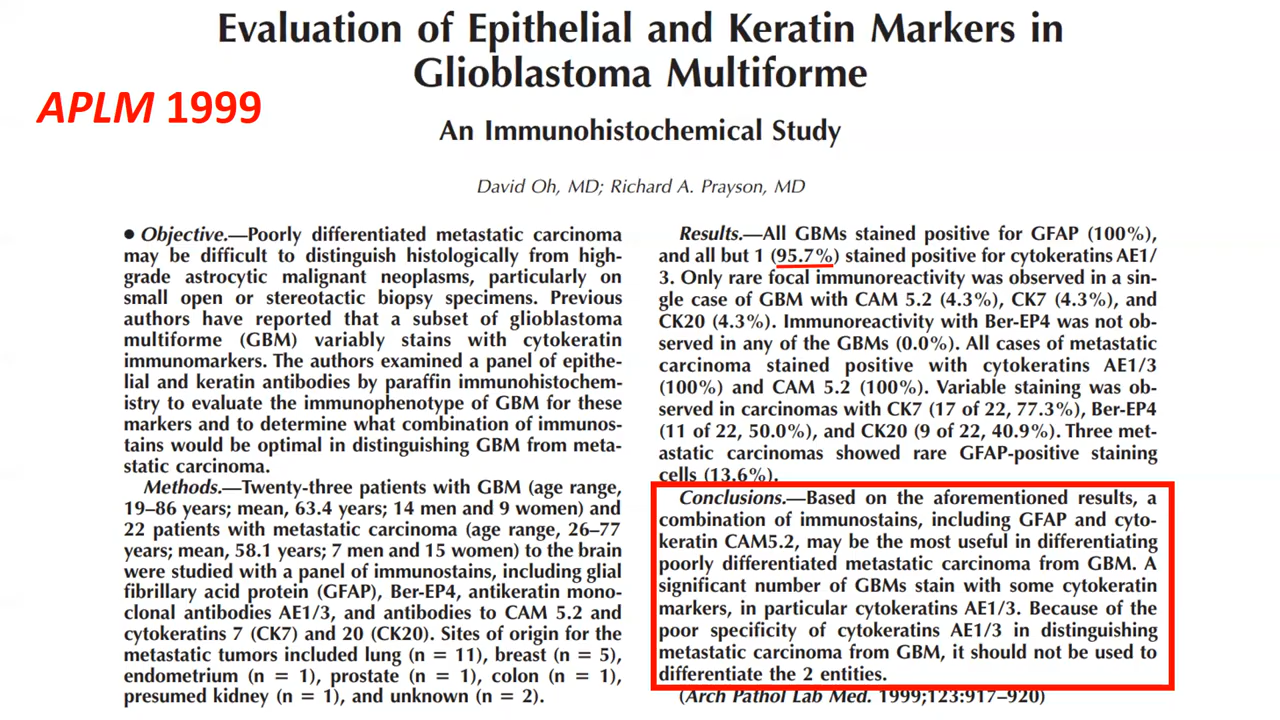 Evaluation of Epithelial and Keratin Markers in
Glioblastoma Multiforme
APLM 1999
An Immunohistochemical Study
David Oh, MD; Richard A. Prayson, MD
● Objective.—Poorly differentiated metastatic carcinoma
may be difficult to distinguish histologically from high-
grade astrocytic malignant neoplasms, particularly on
small open or stereotactic biopsy specimens. Previous
authors have reported that a subset of glioblastoma
multiforme (GBM) variably stains with cytokeratin
immunomarkers. The authors examined a panel of epithe-
lial and keratin antibodies by paraffin immunohistochem-
istry to evaluate the immunophenotype of GBM for these
markers and to determine what combination of immunos-
tains would be optimal in distinguishing GBM from meta-
static carcinoma.
Methods.—Twenty-three patients with GBM (age range,
19–86 years; mean, 63.4 years; 14 men and 9 women) and
22 patients with metastatic carcinoma (age range, 26–77
years; mean, 58.1 years; 7 men and 15 women) to the brain
were studied with a panel of immunostains, including glial
fibrillary acid protein (GFAP), Ber-EP4, antikeratin mono-
clonal antibodies AE1/3, and antibodies to CAM 5.2 and
cytokeratins 7 (CK7) and 20 (CK20). Sites of origin for the
metastatic tumors included lung (n = 11), breast (n = 5),
endometrium (n = 1), prostate (n = 1), colon (n = 1),
presumed kidney (n = 1), and unknown (n = 2).
Results.—All GBMs stained positive for GFAP (100%),
and all but 1 (95.7%) stained positive for cytokeratins AE1/
3. Only rare focal immunoreactivity was observed in a sin-
gle case of GBM with CAM 5.2 (4.3%), CK7 (4.3%), and
CK20 (4.3%). Immunoreactivity with Ber-EP4 was not ob-
served in any of the GBMs (0.0%). All cases of metastatic
carcinoma stained positive with cytokeratins AE1/3
(100%) and CAM 5.2 (100%). Variable staining was ob-
served in carcinomas with CK7 (17 of 22, 77.3%), Ber-EP4
(11 of 22, 50.0%), and CK20 (9 of 22, 40.9%). Three met-
astatic carcinomas showed rare GFAP-positive staining
cells (13.6%).
Conclusions.—Based on the aforementioned results, a
combination of immunostains, including GFAP and cyto-
keratin CAM5.2, may be the most useful in differentiating
poorly differentiated metastatic carcinoma from GBM. A
significant number of GBMs stain with some cytokeratin
markers, in particular cytokeratins AE1/3. Because of the
poor specificity of cytokeratins AE1/3 in distinguishing
metastatic carcinoma from GBM, it should not be used to
differentiate the 2 entities.
(Arch Pathol Lab Med. 1999;123:917–920)